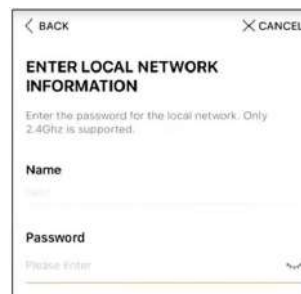 BACK
CANCEL
ENTER LOCAL NETWORK
INFORMATION
Enter the password for the local network. Only
2.4Ghz is supported.
Name
Password
Please Enter